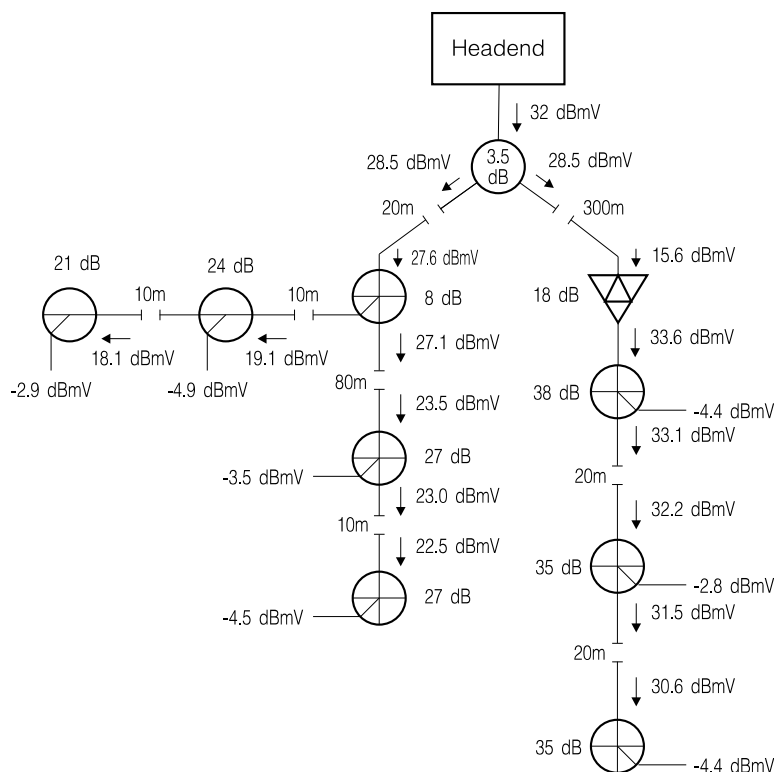 Headend
32 dBmV
3.5
dB
28.5 dBmV
28.5 dBmV
20m
300m
27.6 dBmV
15.6 dBmV
21 dB
24 dB
10m
10m
8 dB
18 dB
18.1 dBmV
19.1 dBmV
27.1 dBmV
33.6 dBmV
-2.9 dBmV
-4.9 dBmV
80m
38 dB
23.5 dBmV
-4.4 dBmV
33.1 dBmV
27 dB
-3.5 dBmV
20m
23.0 dBmV
10m
32.2 dBmV
22.5 dBmV
35 dB
-2.8 dBmV
27 dB
-4.5 dBmV
31.5 dBmV
20m
30.6 dBmV
35 dB
-4.4 dBmV